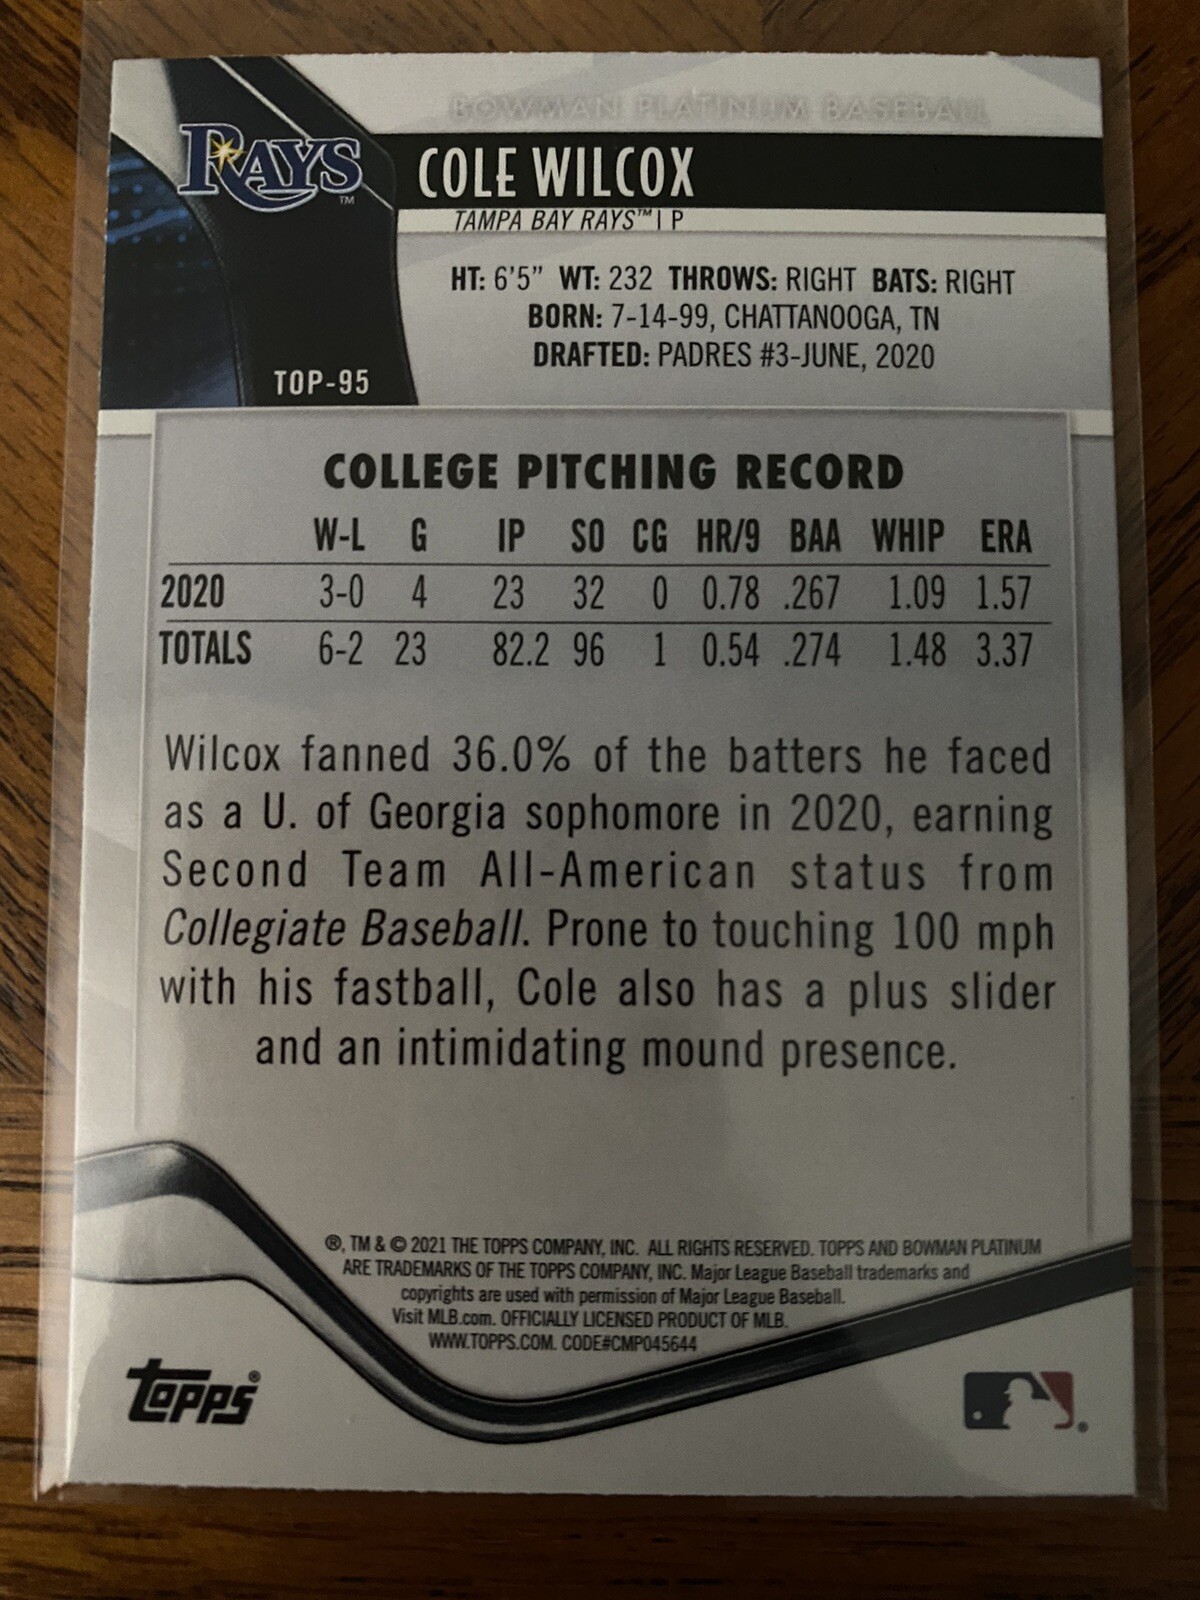 BOWMAN PLATINUM BASEBALL
RAYS™
COLE WILCOX
TAMPA BAY RAYS™ | P
HT: 6'5" WT: 232 THROWS: RIGHT BATS: RIGHT
BORN: 7-14-99, CHATTANOOGA, TN
DRAFTED: PADRES #3-JUNE, 2020
TOP-95
COLLEGE PITCHING RECORD
W-L G IP SO CG HR/9 BAA WHIP ERA
2020 3-0 4 23 32 0 0.78 .267 1.09 1.57
TOTALS 6-2 23 82.2 96 1 0.54 .274 1.48 3.37
Wilcox fanned 36.0% of the batters he faced
as a U. of Georgia sophomore in 2020, earning
Second Team All-American status from
Collegiate Baseball. Prone to touching 100 mph
with his fastball, Cole also has a plus slider
and an intimidating mound presence.
®, TM & © 2021 THE TOPPS COMPANY, INC. ALL RIGHTS RESERVED. TOPPS AND BOWMAN PLATINUM
ARE TRADEMARKS OF THE TOPPS COMPANY, INC. Major League Baseball trademarks and
copyrights are used with permission of Major League Baseball.
Visit MLB.com. OFFICIALLY LICENSED PRODUCT OF MLB.
WWW.TOPPS.COM. CODE#CMP045644
Topps®